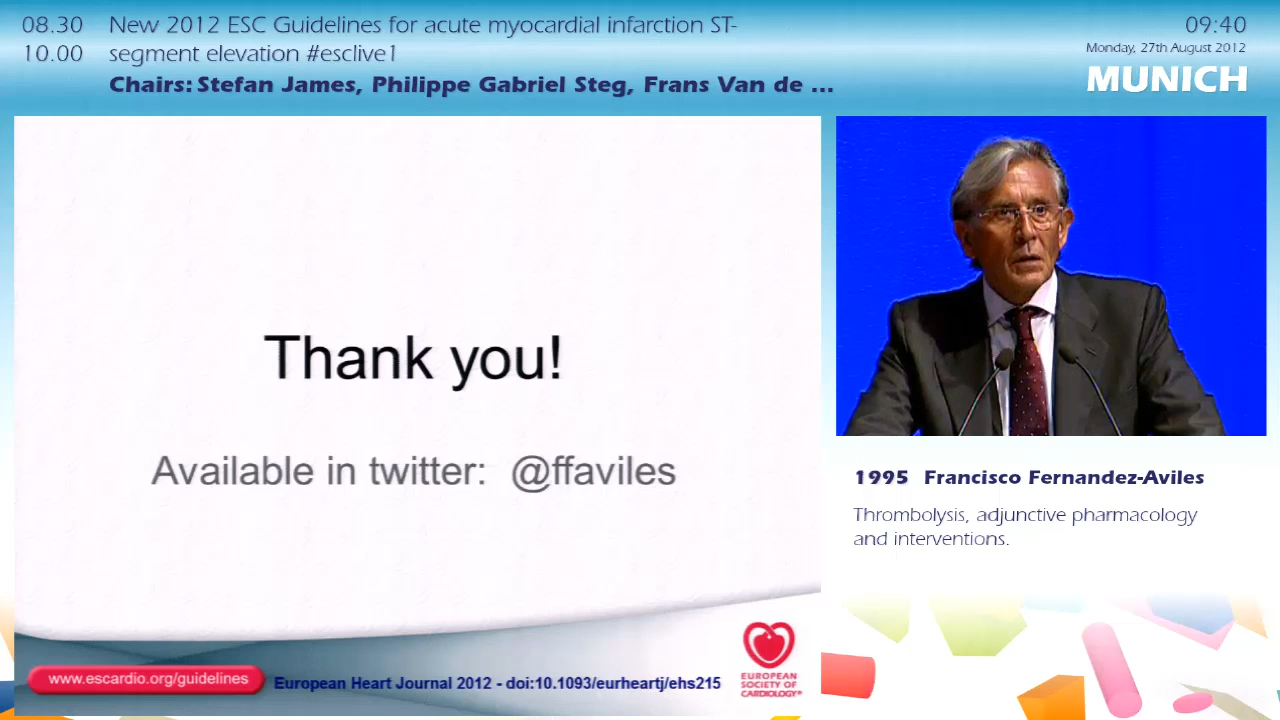 08.30 New 2012 ESC Guidelines for acute myocardial infarction ST-
10.00 segment elevation #esclive1
Chairs: Stefan James, Philippe Gabriel Steg, Frans Van de ...
09:40
Monday, 27th August 2012
MUNICH
Thank you!
Available in twitter: @ffaviles
www.escardio.org/guidelines
European Heart Journal 2012 - doi:10.1093/eurheartj/ehs215
EUROPEAN
SOCIETY OF
CARDIOLOGY®
1995 Francisco Fernandez-Aviles
Thrombolysis, adjunctive pharmacology
and interventions.